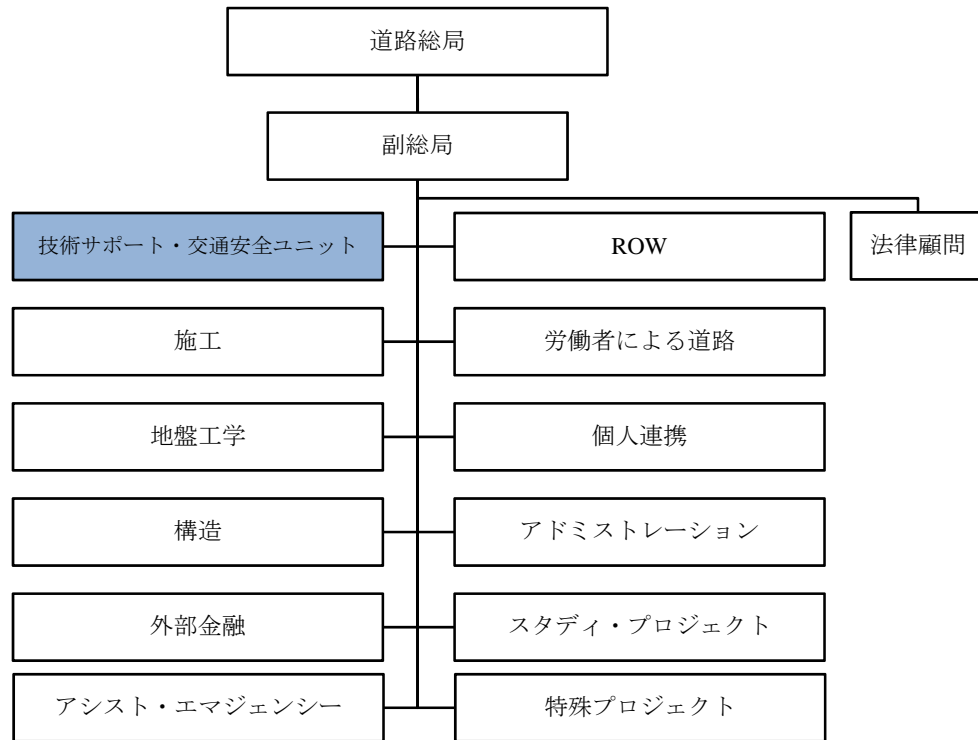 道路総局
副総局
技術サポート・交通安全ユニット
ROW
法律顧問
施工
労働者による道路
地盤工学
個人連携
構造
アドミストレーション
外部金融
スタディ・プロジェクト
アシスト・エマジェンシー
特殊プロジェクト